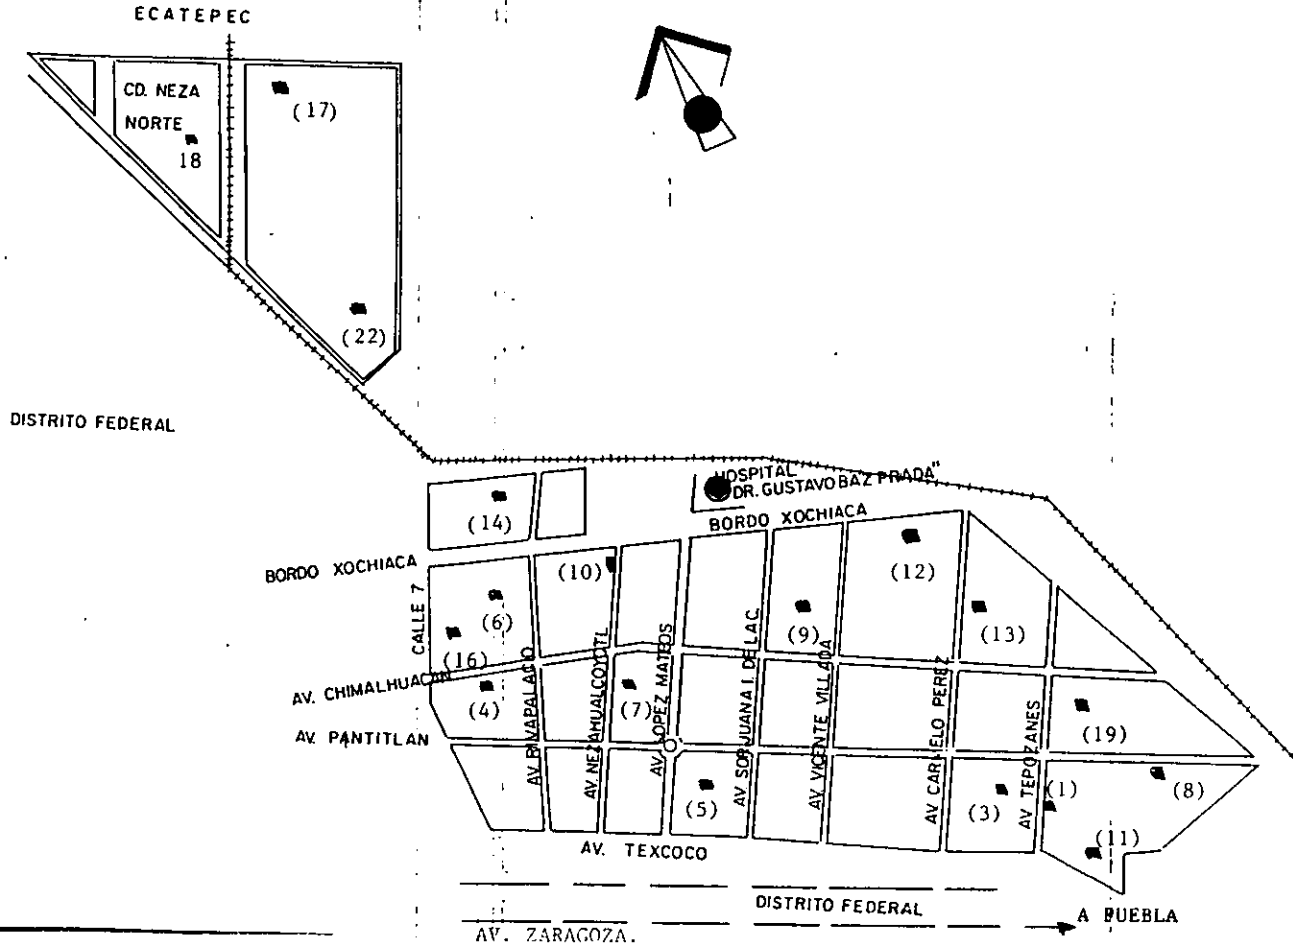 ECATEPEC
CD. NEZA
NORTE
18
(17)
(22)
DISTRITO FEDERAL
HOSPITAL
DR. GUSTAVO BAZ PRADA"
BORDO XOCHIACA
(14)
BORDO XOCHIACA
(10)
(12)
CALLE 7
(6)
(9)
(13)
(16)
AV. CHIMALHUACAN
(4)
(7)
AV. PANTITLAN
(19)
AV. NEZAHUALCOYOTL
AV. LOPEZ MATEOS
AV SOR JUANA I. DE LA C.
AV VICENTE VILLADA
AV CARMELO PEREZ
AV TEPOZANES
(5)
(3)
(1)
(8)
(11)
AV. TEXCOCO
DISTRITO FEDERAL
A PUEBLA
AV. ZARAGOZA.